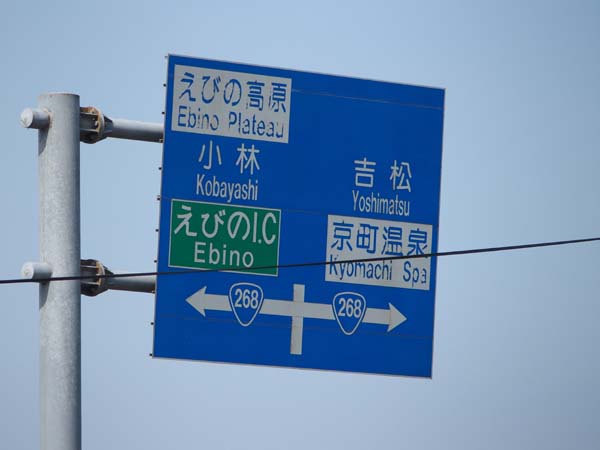 えびの高原
Ebino Plateau
小林
Kobayashi
えびのI.C
Ebino
吉松
Yoshimatsu
京町温泉
Kyomachi Spa
268
268